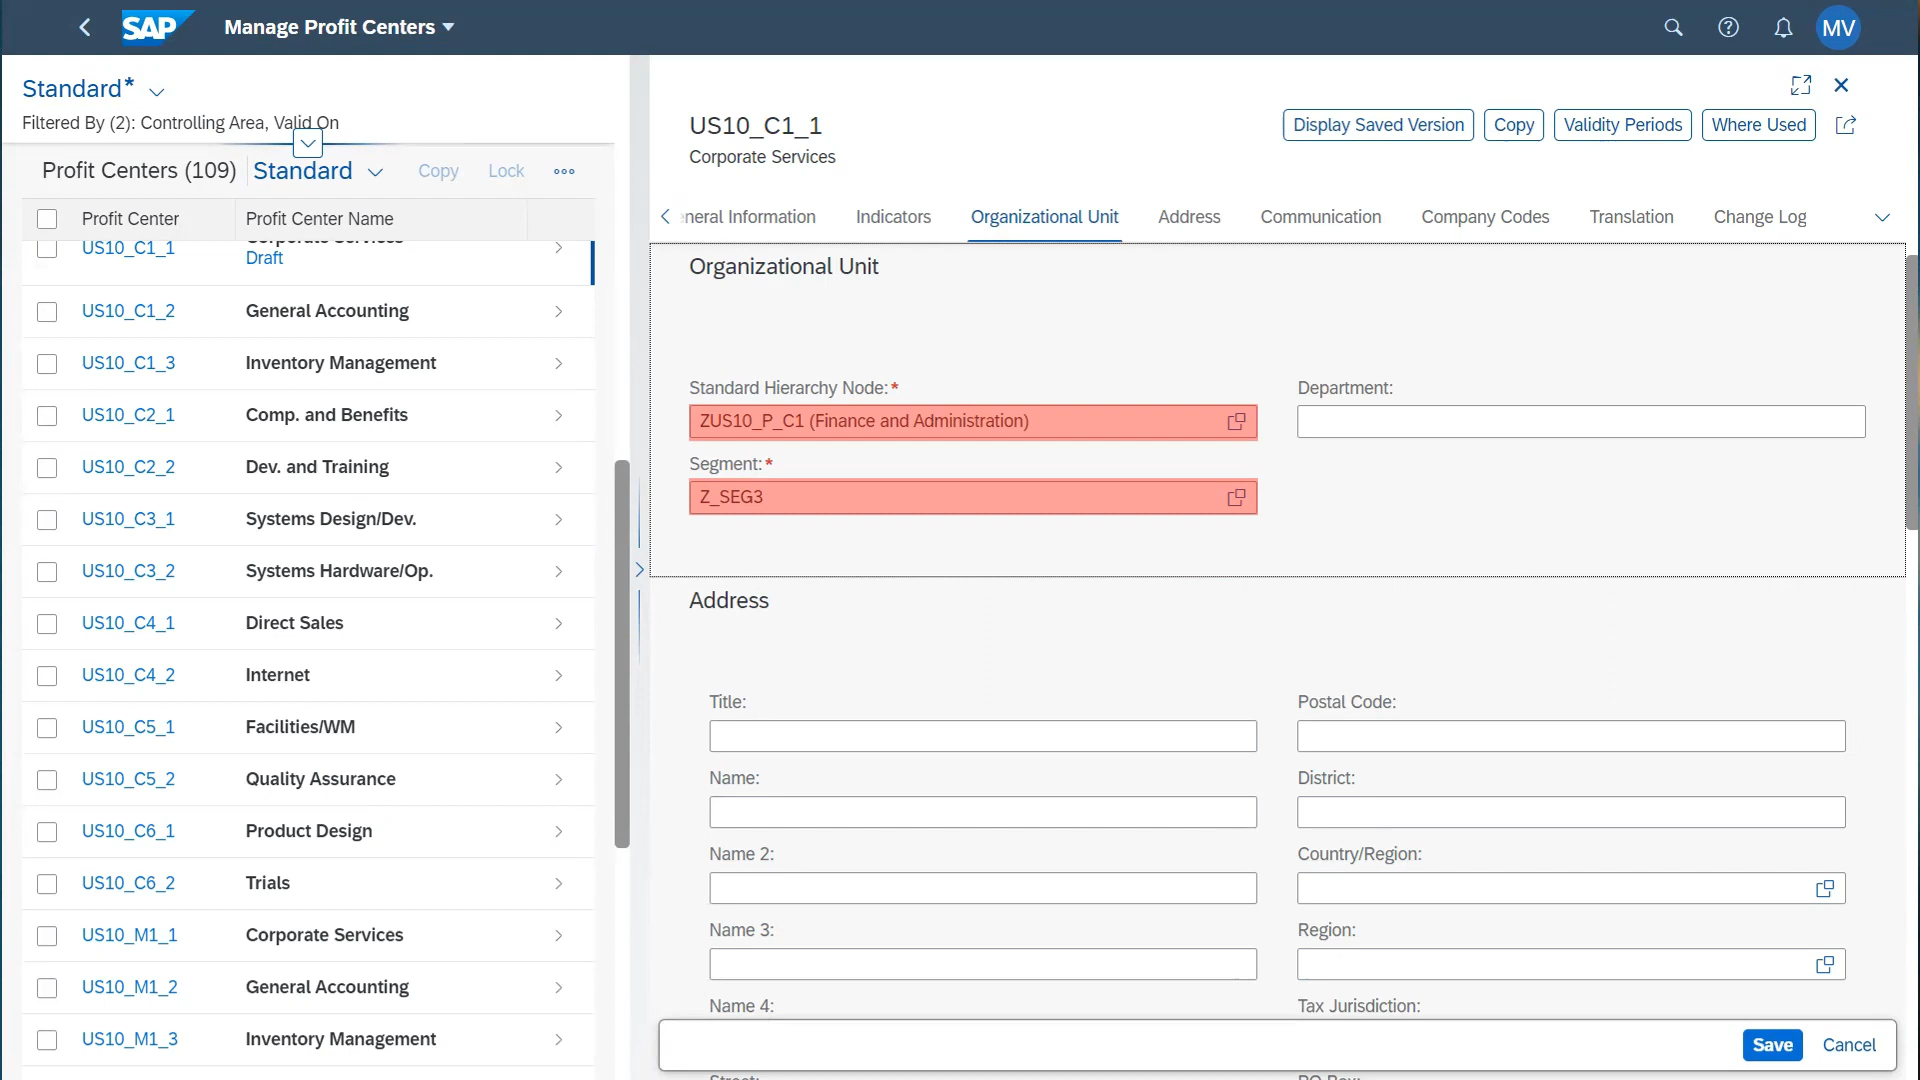 SAP
Manage Profit Centers
MV
Standard*
Filtered By (2): Controlling Area, Valid On
Profit Centers (109)
Standard
Copy
Lock
Profit Center
Profit Center Name
US10_C1_1
Corporate Services
Draft
US10_C1_2
General Accounting
US10_C1_3
Inventory Management
US10_C2_1
Comp. and Benefits
US10_C2_2
Dev. and Training
US10_C3_1
Systems Design/Dev.
US10_C3_2
Systems Hardware/Op.
US10_C4_1
Direct Sales
US10_C4_2
Internet
US10_C5_1
Facilities/WM
US10_C5_2
Quality Assurance
US10_C6_1
Product Design
US10_C6_2
Trials
US10_M1_1
Corporate Services
US10_M1_2
General Accounting
US10_M1_3
Inventory Management
US10_C1_1
Corporate Services
Display Saved Version
Copy
Validity Periods
Where Used
neral Information
Indicators
Organizational Unit
Address
Communication
Company Codes
Translation
Change Log
Organizational Unit
Standard Hierarchy Node:*
ZUS10_P_C1 (Finance and Administration)
Department:
Segment:*
Z_SEG3
Address
Title:
Postal Code:
Name:
District:
Name 2:
Country/Region:
Name 3:
Region:
Name 4:
Tax Jurisdiction:
Save
Cancel